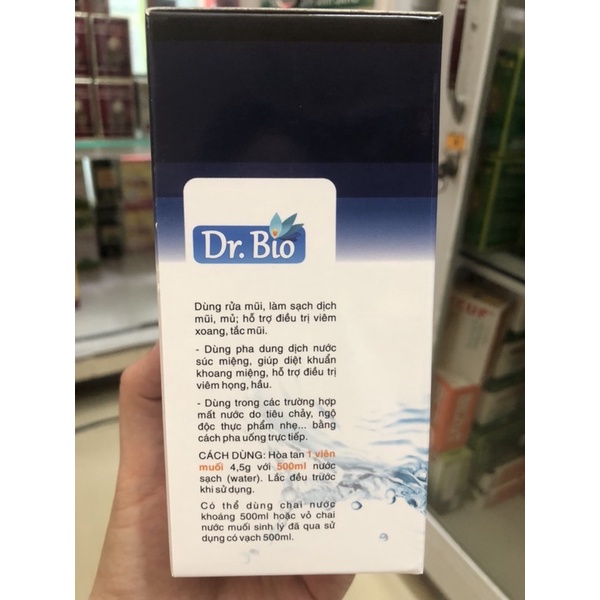 Dr. Bio
Dùng rửa mũi, làm sạch dịch
mũi, mủ; hỗ trợ điều trị viêm
xoang, tắc mũi.
- Dùng pha dung dịch nước
súc miệng, giúp diệt khuẩn
khoang miệng, hỗ trợ điều trị
viêm họng, hầu.
- Dùng trong các trường hợp
mất nước do tiêu chảy, ngộ
độc thực phẩm nhẹ... bằng
cách pha uống trực tiếp.
CÁCH DÙNG: Hòa tan 1 viên
muối 4,5g với 500ml nước
sạch (water). Lắc đều trước
khi sử dụng.
Có thể dùng chai nước
khoáng 500ml hoặc vỏ chai
nước muối sinh lý đã qua sử
dụng có vạch 500ml.